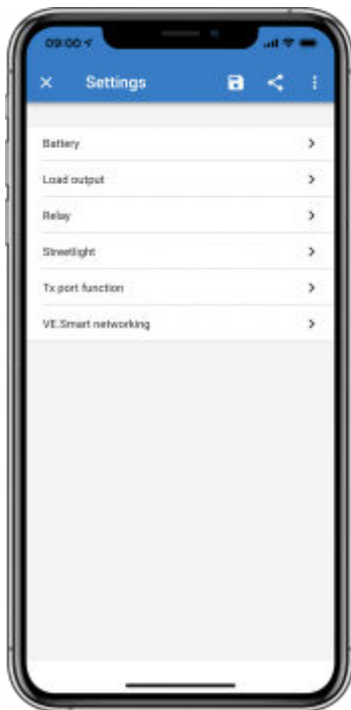 09:00
Settings
Battery
Load output
Relay
Streetlight
Tx port function
VE.Smart networking